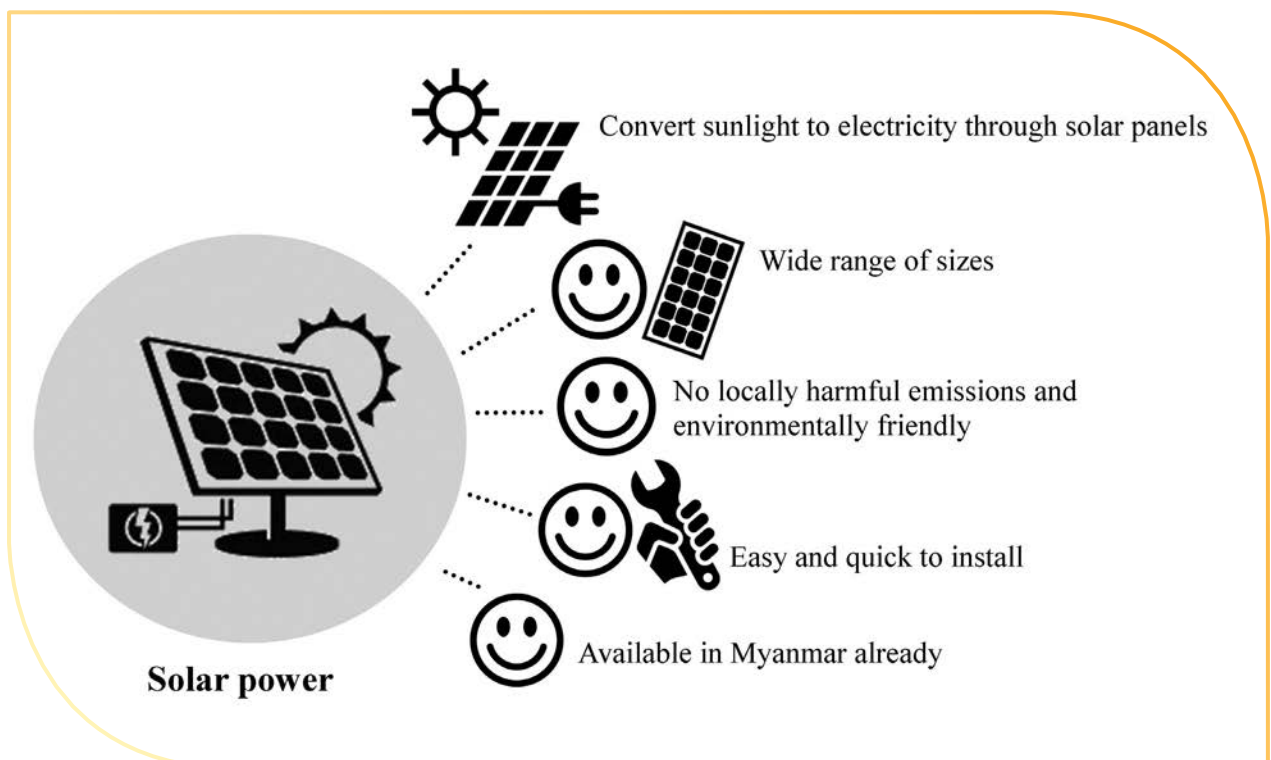 Convert sunlight to electricity through solar panels
Wide range of sizes
No locally harmful emissions and
environmentally friendly
Easy and quick to install
Available in Myanmar already
Solar power